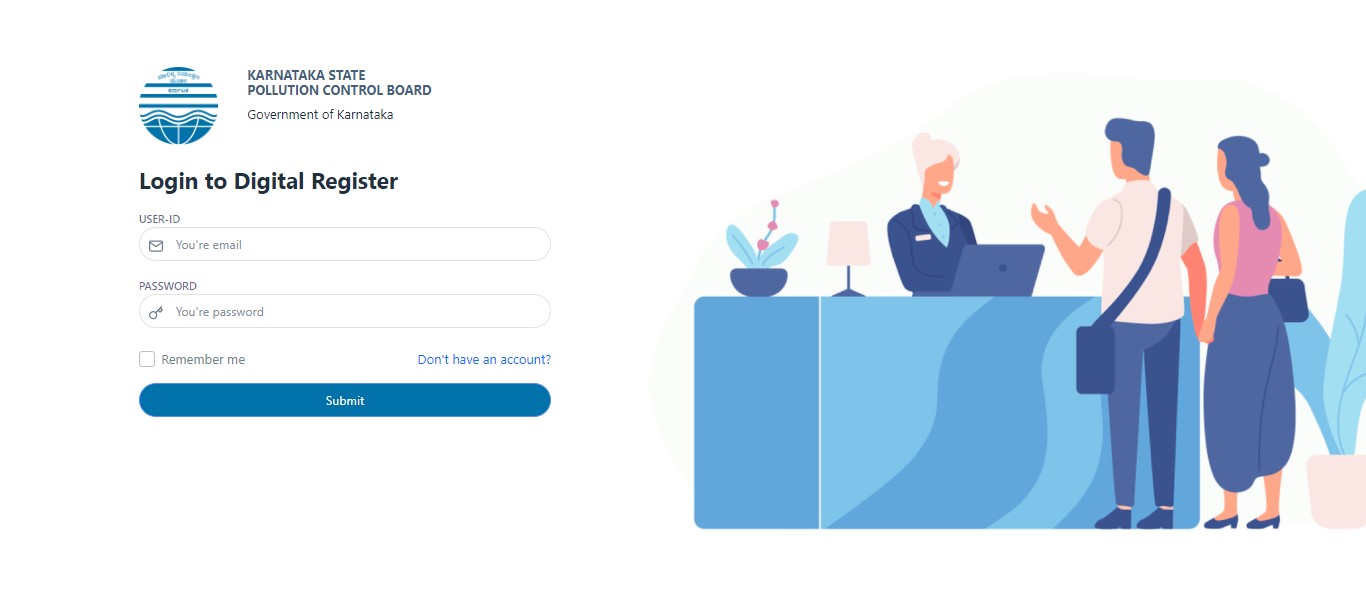 KARNATAKA STATE
POLLUTION CONTROL BOARD
Government of Karnataka
Login to Digital Register
USER-ID
You're email
PASSWORD
You're password
Remember me
Don't have an account?
Submit